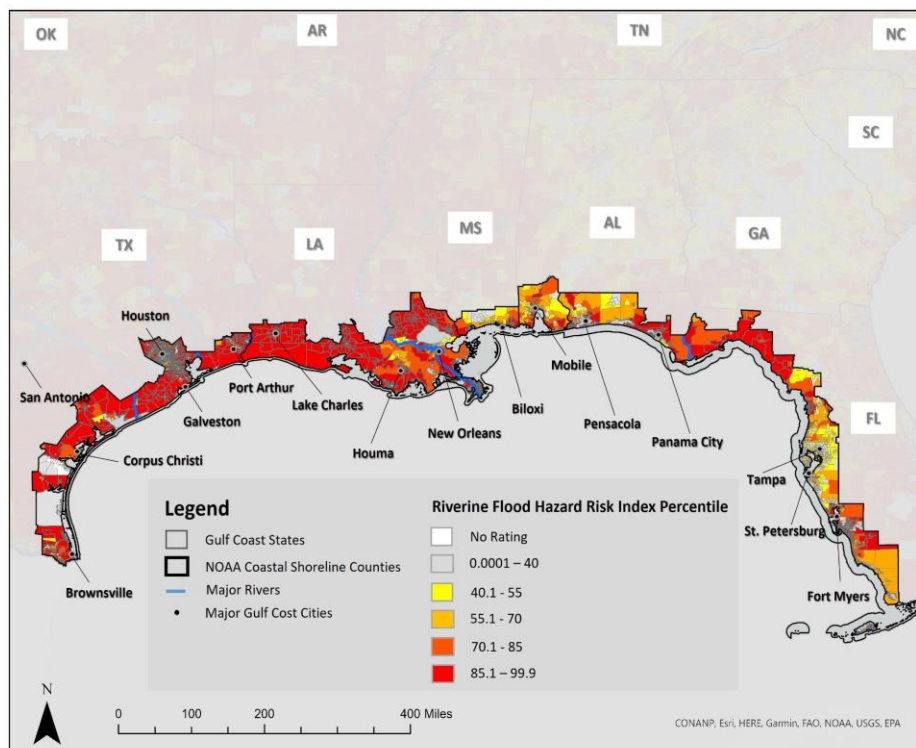 OK
AR
TN
NC
SC
MS
AL
GA
TX
LA
FL
Houston
San Antonio
Port Arthur
Galveston
Lake Charles
Corpus Christi
Houma
New Orleans
Biloxi
Mobile
Pensacola
Panama City
Tampa
St. Petersburg
Fort Myers
Brownsville
Legend
Gulf Coast States
NOAA Coastal Shoreline Counties
Major Rivers
Major Gulf Cost Cities
Riverine Flood Hazard Risk Index Percentile
No Rating
0.0001 – 40
40.1 - 55
55.1 - 70
70.1 - 85
85.1 – 99.9
N
0 100 200 400 Miles
CONANP, Esri, HERE, Garmin, FAO, NOAA, USGS, EPA